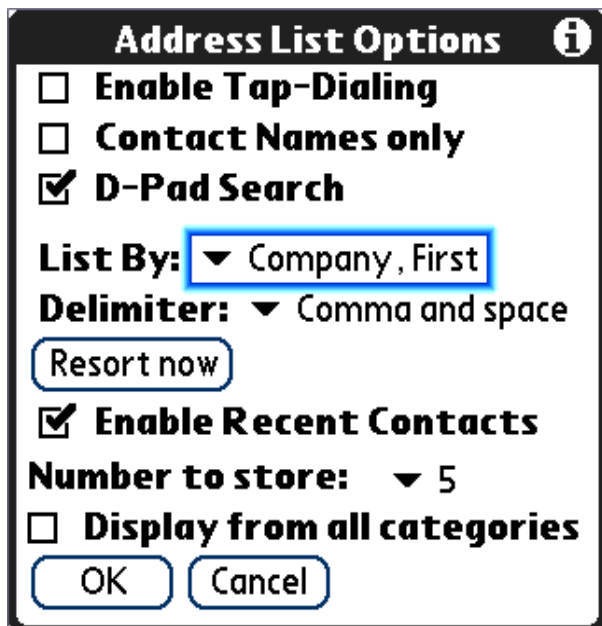 Address List Options
Enable Tap-Dialing
Contact Names only
D-Pad Search
List By: Company, First
Delimiter: Comma and space
Resort now
Enable Recent Contacts
Number to store: 5
Display from all categories
OK Cancel